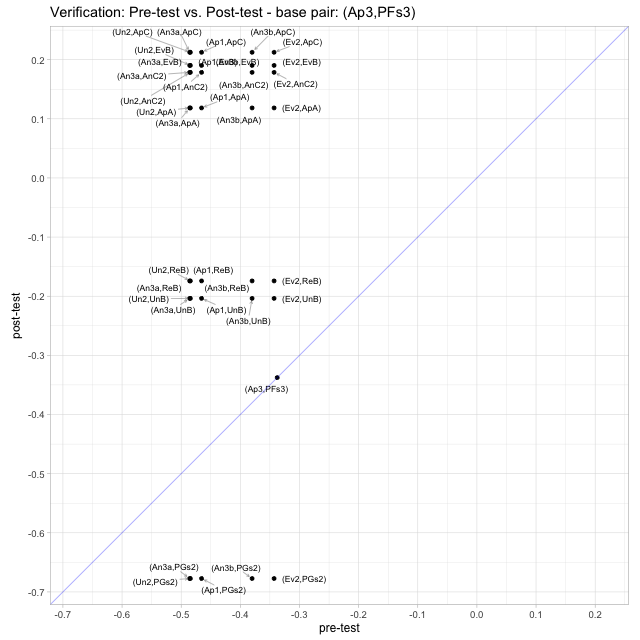 Verification: Pre-test vs. Post-test - base pair: (Ap3,PFs3)
(Un2,ApC)
(An3a,ApC)
(An3b,ApC)
(Ap1,ApC)
(Ev2,ApC)
(Un2,EvB)
(An3a,EvB)
(Ap1,EvB)
(An3b,EvB)
(Ev2,EvB)
(An3a,AnC2)
(Ap1,AnC2)
(An3b,AnC2)
(Ev2,AnC2)
(Un2,AnC2)
(Ap1,ApA)
(Un2,ApA)
(Ev2,ApA)
(An3a,ApA)
(An3b,ApA)
(Un2,ReB)
(Ap1,ReB)
(Ev2,ReB)
(An3a,ReB)
(An3b,ReB)
(Un2,UnB)
(Ev2,UnB)
(An3a,UnB)
(Ap1,UnB)
(An3b,UnB)
(Ap3,PFs3)
(An3a,PGs2)
(An3b,PGs2)
(Un2,PGs2)
(Ev2,PGs2)
(Ap1,PGs2)
0.2
0.1
0.0
-0.1
-0.2
-0.3
-0.4
-0.5
-0.6
-0.7
post-test
-0.7
-0.6
-0.5
-0.4
-0.3
-0.2
-0.1
0.0
0.1
0.2
pre-test